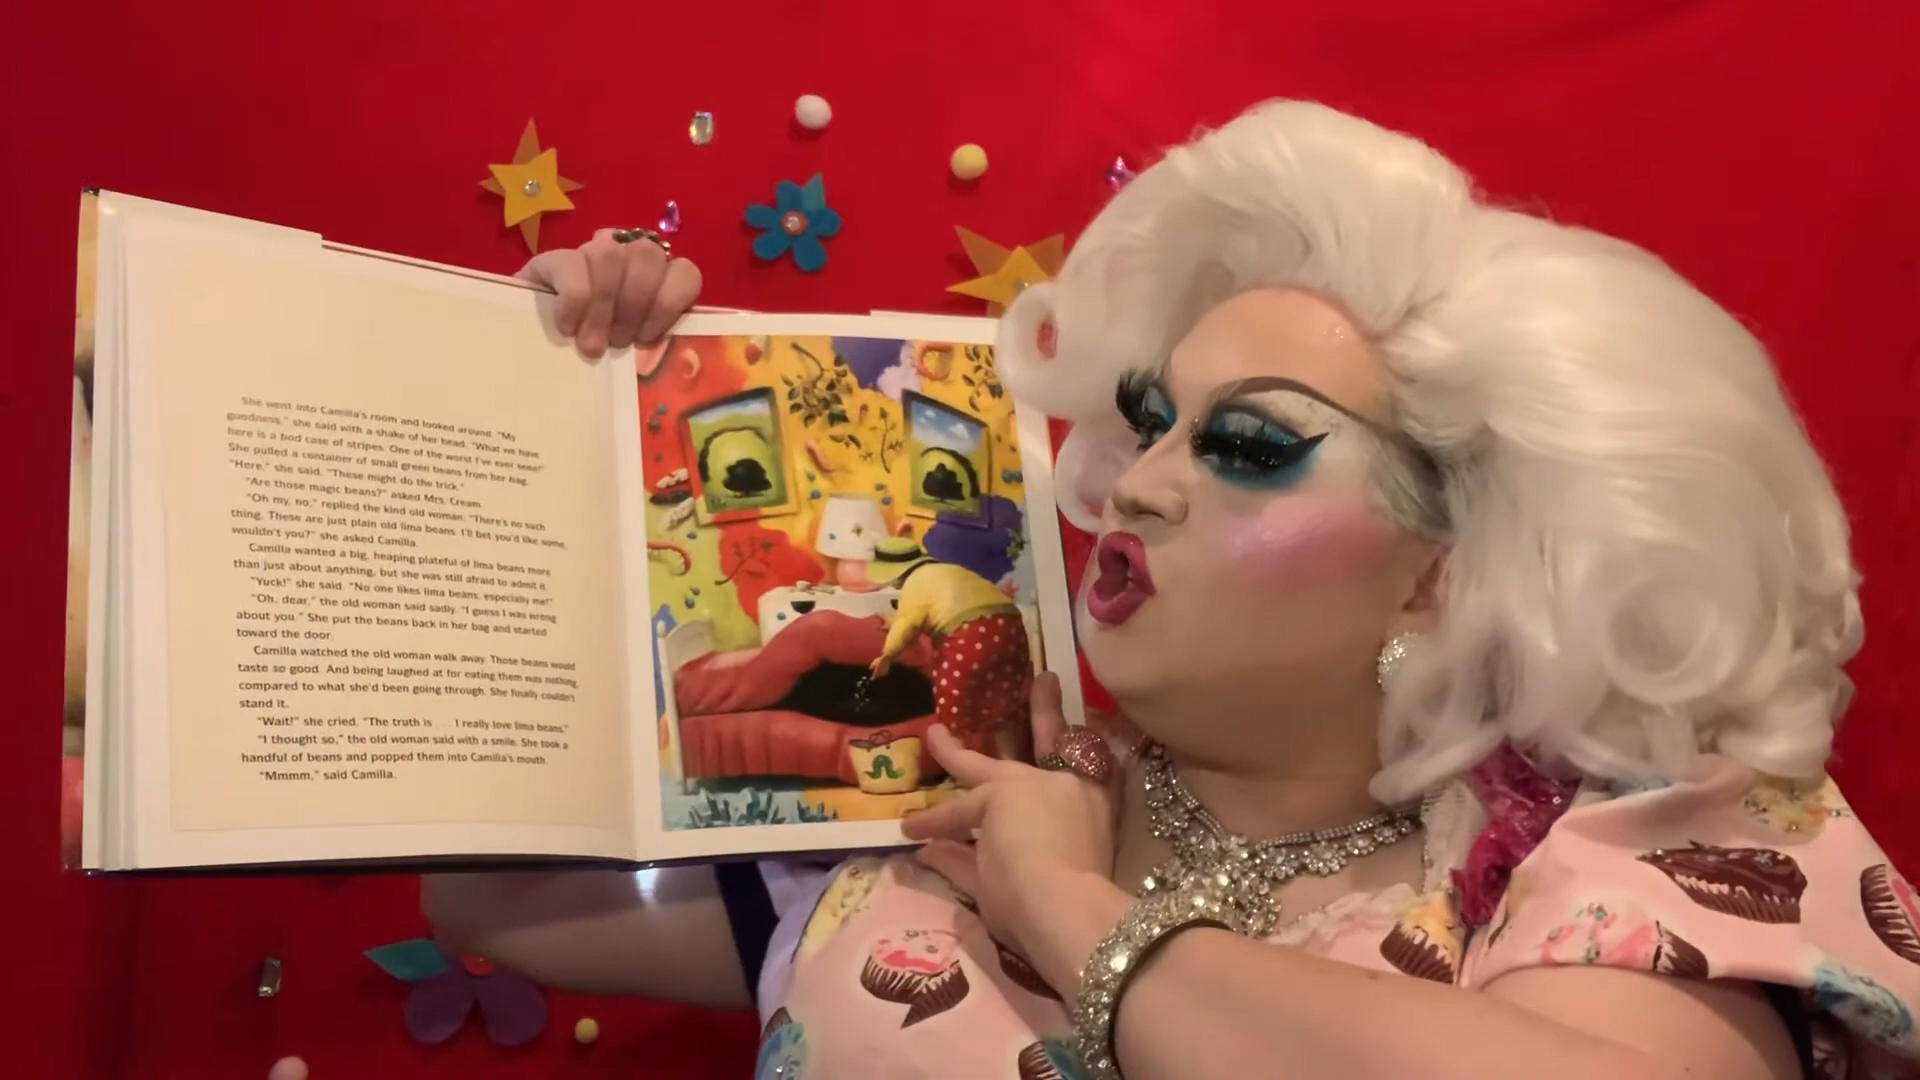 She went into Camilla's room and looked around. "My
goodness," she said with a shake of her head. "What we have
here is a bad case of stripes. One of the worst I've ever seen!"
She pulled a container of small green beans from her bag.
"Here," she said. "These might do the trick."
"Are those magic beans?" asked Mrs. Cream.
"Oh my, no," replied the kind old woman. "There's no such
thing. These are just plain old lima beans. I'll bet you'd like some,
wouldn't you?" she asked Camilla.
Camilla wanted a big, heaping plateful of lima beans more
than just about anything, but she was still afraid to admit it.
"Yuck!" she said. "No one likes lima beans, especially me!"
"Oh, dear," the old woman said sadly. "I guess I was wrong
about you." She put the beans back in her bag and started
toward the door.
Camilla watched the old woman walk away. Those beans would
taste so good. And being laughed at for eating them was nothing,
compared to what she'd been going through. She finally couldn't
stand it.
"Wait!" she cried. "The truth is . . . I really love lima beans."
"I thought so," the old woman said with a smile. She took a
handful of beans and popped them into Camilla's mouth.
"Mmmm," said Camilla.